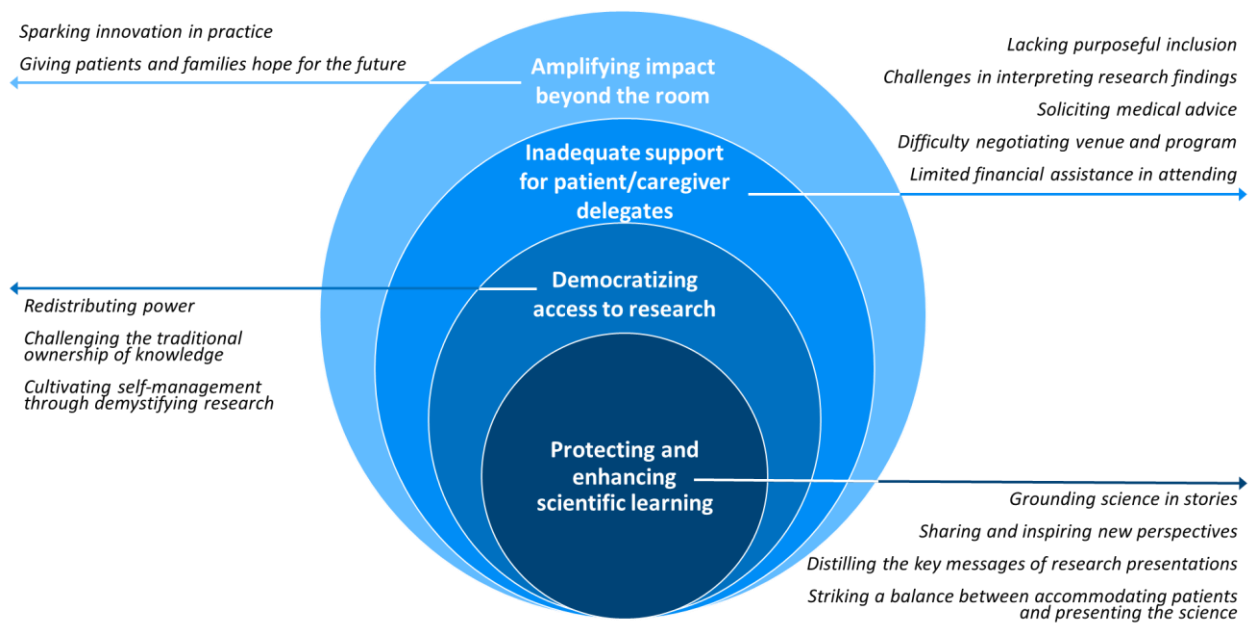 Sparking innovation in practice
Giving patients and families hope for the future
Amplifying impact
beyond the room
Lacking purposeful inclusion
Challenges in interpreting research findings
Soliciting medical advice
Difficulty negotiating venue and program
Limited financial assistance in attending
Inadequate support
for patient/caregiver
delegates
Democratizing
access to research
Redistributing power
Challenging the traditional
ownership of knowledge
Cultivating self-management
through demystifying research
Protecting and
enhancing
scientific learning
Grounding science in stories
Sharing and inspiring new perspectives
Distilling the key messages of research presentations
Striking a balance between accommodating patients
and presenting the science